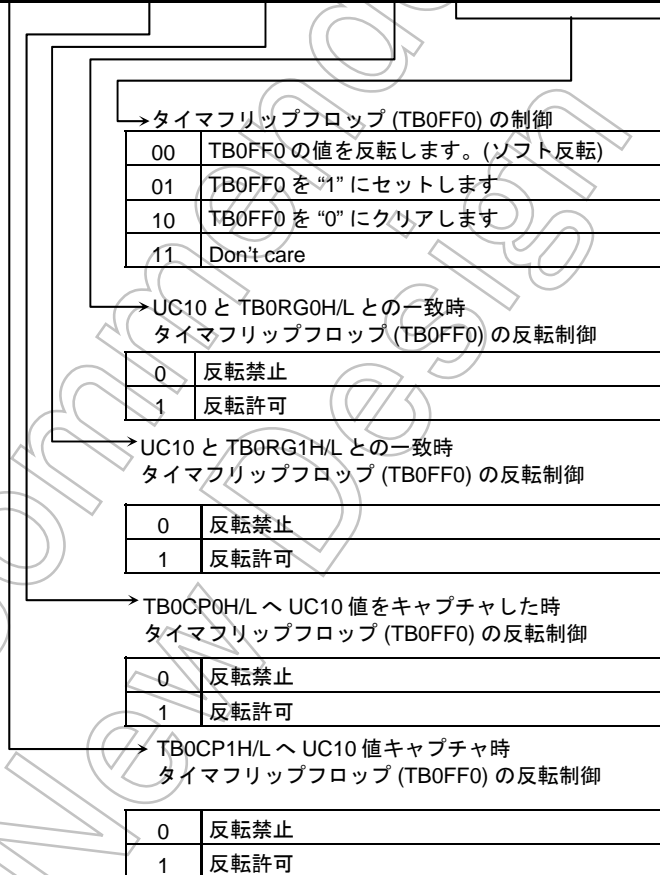 タイマフリップフロップ (TB0FF0) の制御
00 TB0FF0 の値を反転します。(ソフト反転)
01 TB0FF0 を “1” にセットします
10 TB0FF0 を “0” にクリアします
11 Don’t care
UC10 と TB0RG0H/L との一致時
タイマフリップフロップ (TB0FF0) の反転制御
0 反転禁止
1 反転許可
UC10 と TB0RG1H/L との一致時
タイマフリップフロップ (TB0FF0) の反転制御
0 反転禁止
1 反転許可
TB0CP0H/L へ UC10 値をキャプチャした時
タイマフリップフロップ (TB0FF0) の反転制御
0 反転禁止
1 反転許可
TB0CP1H/L へ UC10 値キャプチャ時
タイマフリップフロップ (TB0FF0) の反転制御
0 反転禁止
1 反転許可
New Design